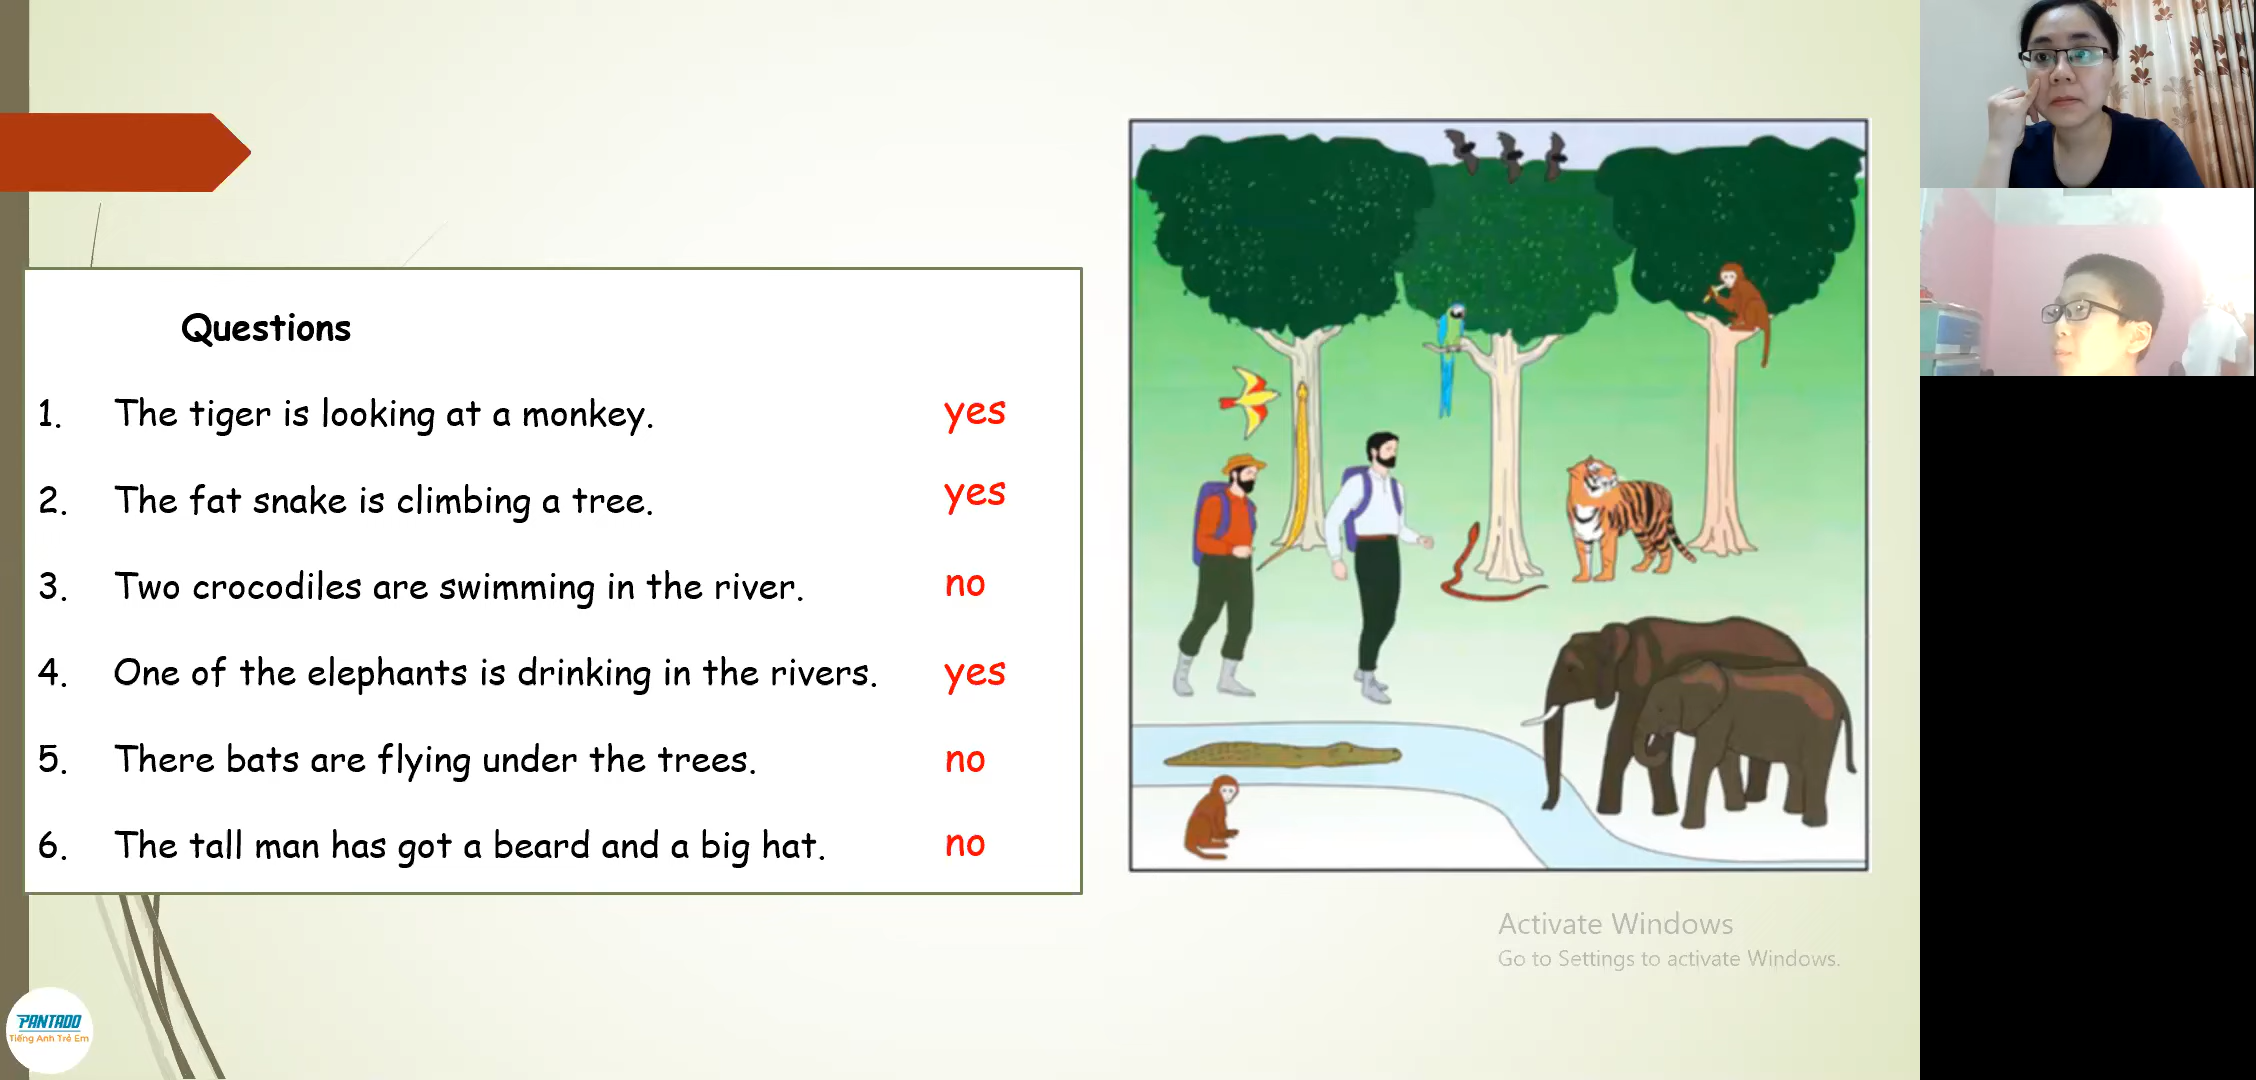 Questions
1. The tiger is looking at a monkey. yes
2. The fat snake is climbing a tree. yes
3. Two crocodiles are swimming in the river. no
4. One of the elephants is drinking in the rivers. yes
5. There bats are flying under the trees. no
6. The tall man has got a beard and a big hat. no
Activate Windows
Go to Settings to activate Windows.
PANTADO
Tiếng Anh Trẻ Em